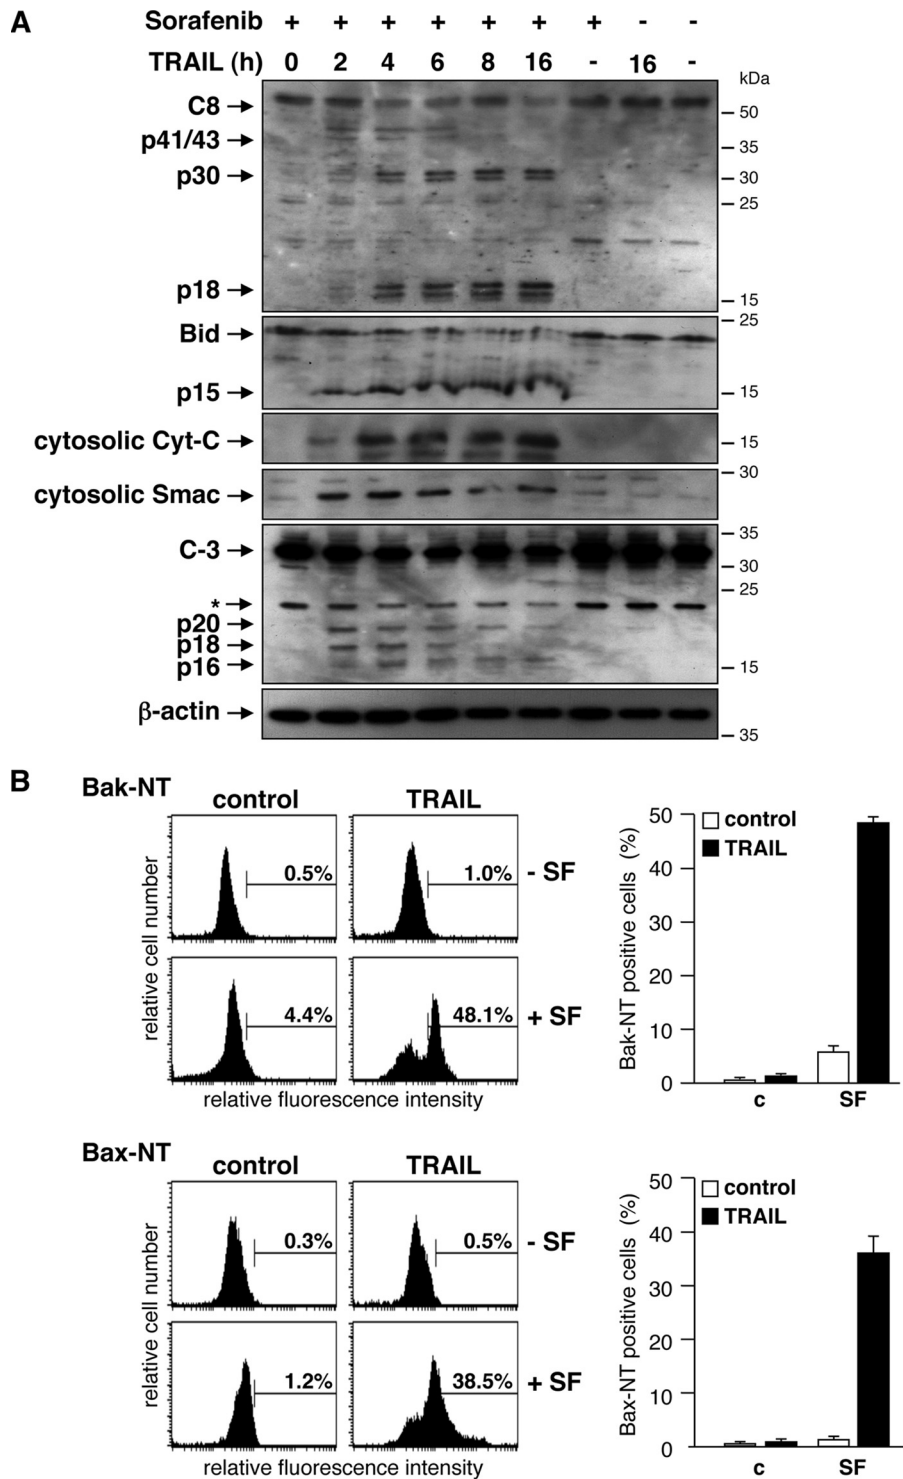 A
Sorafenib + + + + + + + - -
TRAIL (h) 0 2 4 6 8 16 - 16 -
kDa
C8
50
p41/43
35
p30
30
25
p18
15
25
Bid
p15
15
cytosolic Cyt-C
15
30
cytosolic Smac
35
C-3
30
25
*
p20
p18
p16
15
β-actin
35
B
Bak-NT
control TRAIL
relative cell number
0.5% 1.0% - SF
4.4% 48.1% + SF
relative fluorescence intensity
Bak-NT positive cells (%)
50
40
30
20
10
0
control
TRAIL
c SF
Bax-NT
control TRAIL
relative cell number
0.3% 0.5% - SF
1.2% 38.5% + SF
relative fluorescence intensity
Bax-NT positive cells (%)
50
40
30
20
10
0
control
TRAIL
c SF